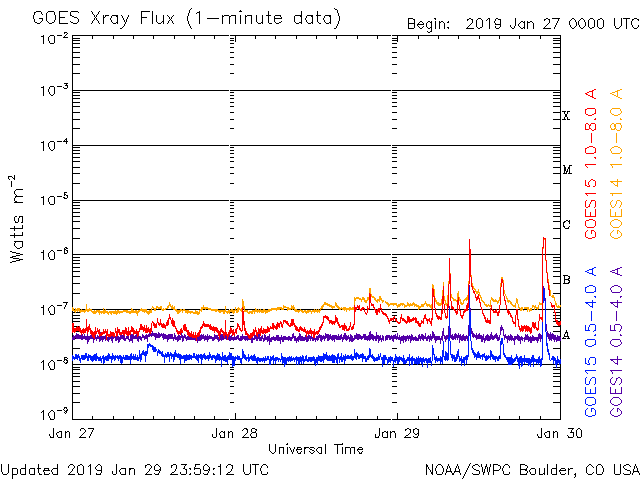 GOES Xray Flux (1-minute data)
Begin: 2019 Jan 27 0000 UTC
10⁻²
10⁻³
10⁻⁴
10⁻⁵
10⁻⁶
10⁻⁷
10⁻⁸
10⁻⁹
Watts m⁻²
X
M
C
B
A
GOES15 1.0-8.0 A
GOES14 1.0-8.0 A
GOES15 0.5-4.0 A
GOES14 0.5-4.0 A
Jan 27 Jan 28 Jan 29 Jan 30
Universal Time
Updated 2019 Jan 29 23:59:12 UTC
NOAA/SWPC Boulder, CO USA